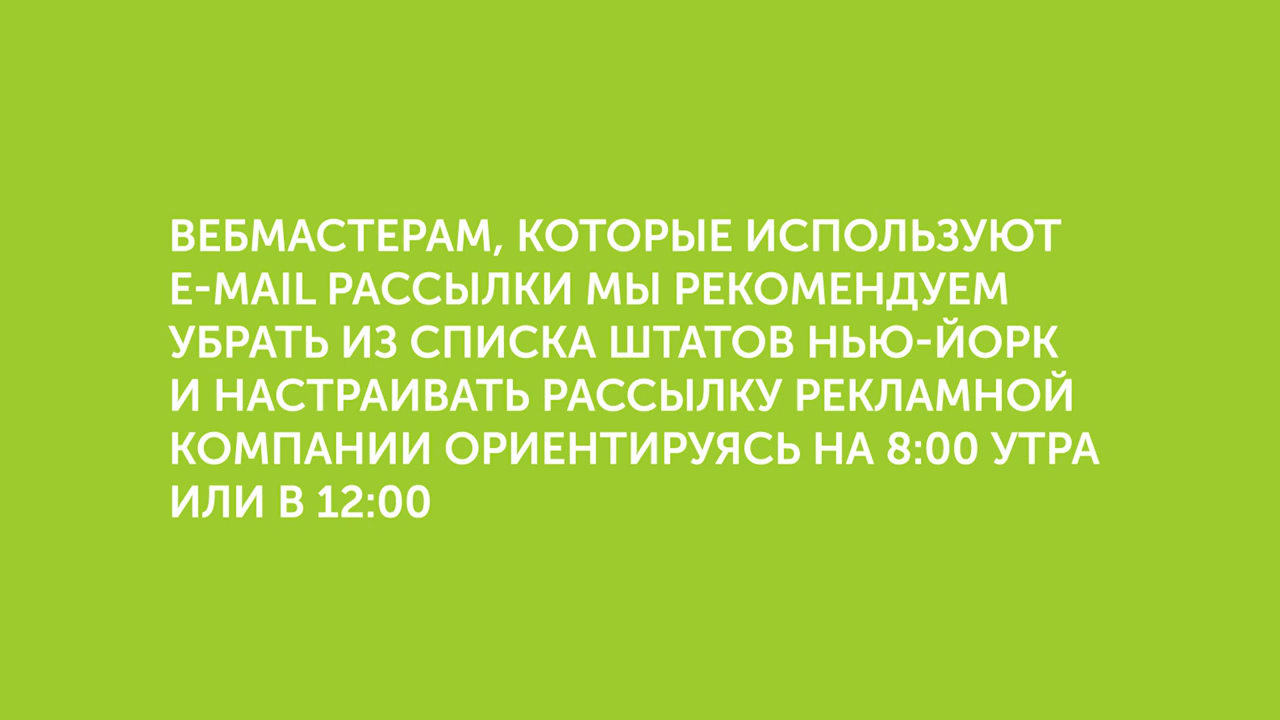 ВЕБМАСТЕРАМ, КОТОРЫЕ ИСПОЛЬЗУЮТ
E-MAIL РАССЫЛКИ МЫ РЕКОМЕНДУЕМ
УБРАТЬ ИЗ СПИСКА ШТАТОВ НЬЮ-ЙОРК
И НАСТРАИВАТЬ РАССЫЛКУ РЕКЛАМНОЙ
КОМПАНИИ ОРИЕНТИРУЯСЬ НА 8:00 УТРА
ИЛИ В 12:00